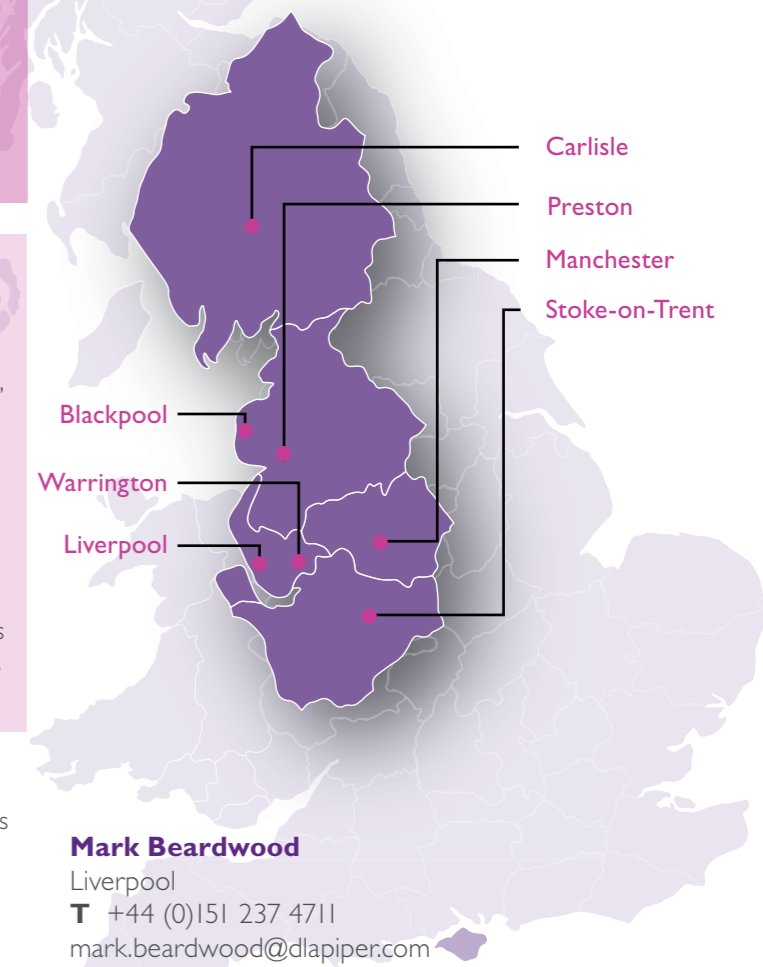 Carlisle
Preston
Manchester
Stoke-on-Trent
Blackpool
Warrington
Liverpool
Mark Beardwood
Liverpool
T +44 (0)151 237 4711
mark.beardwood@dlapiper.com